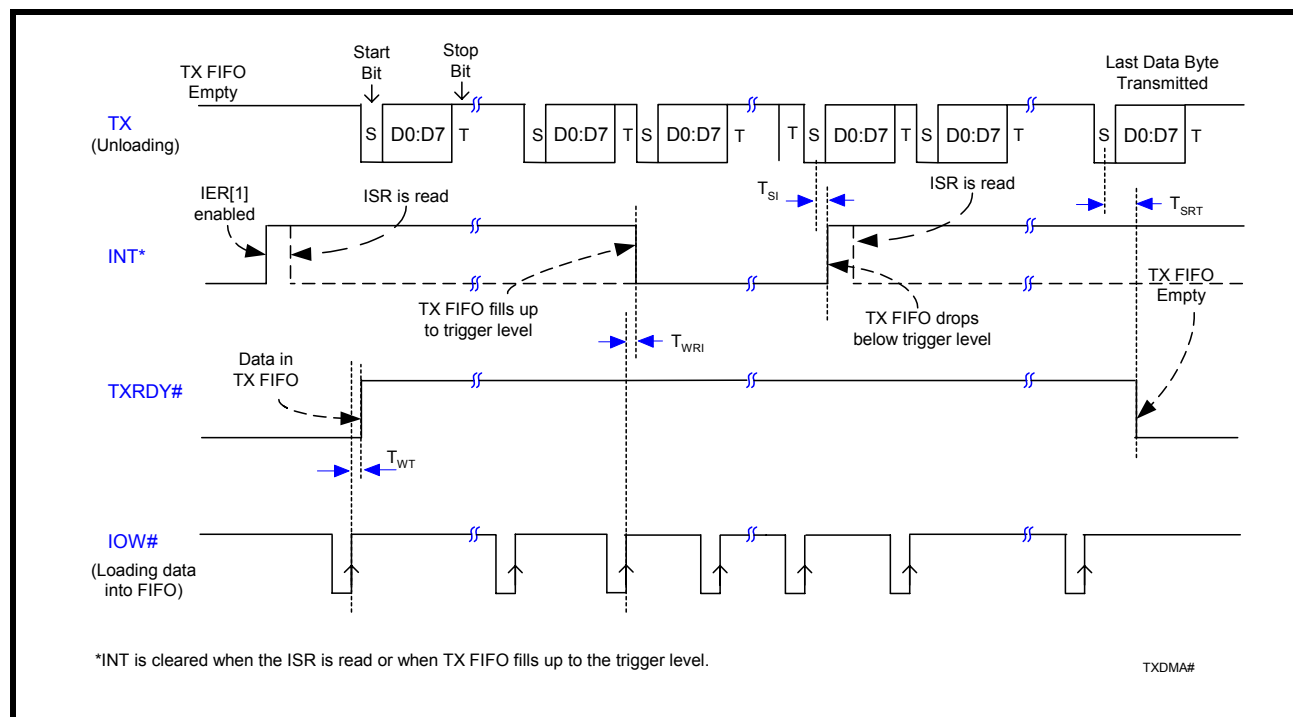 Start
Bit
Stop
Bit
TX FIFO
Empty
Last Data Byte
Transmitted
TX
(Unloading)
S D0:D7 T S D0:D7 T S D0:D7 T T S D0:D7 T S D0:D7 T S D0:D7 T
IER[1]
enabled
ISR is read
TSI
ISR is read
TSRT
INT*
TX FIFO fills up
to trigger level
TX FIFO drops
below trigger level
TX FIFO
Empty
TWRI
Data in
TX FIFO
TXRDY#
TWT
IOW#
(Loading data
into FIFO)
*INT is cleared when the ISR is read or when TX FIFO fills up to the trigger level.
TXDMA#